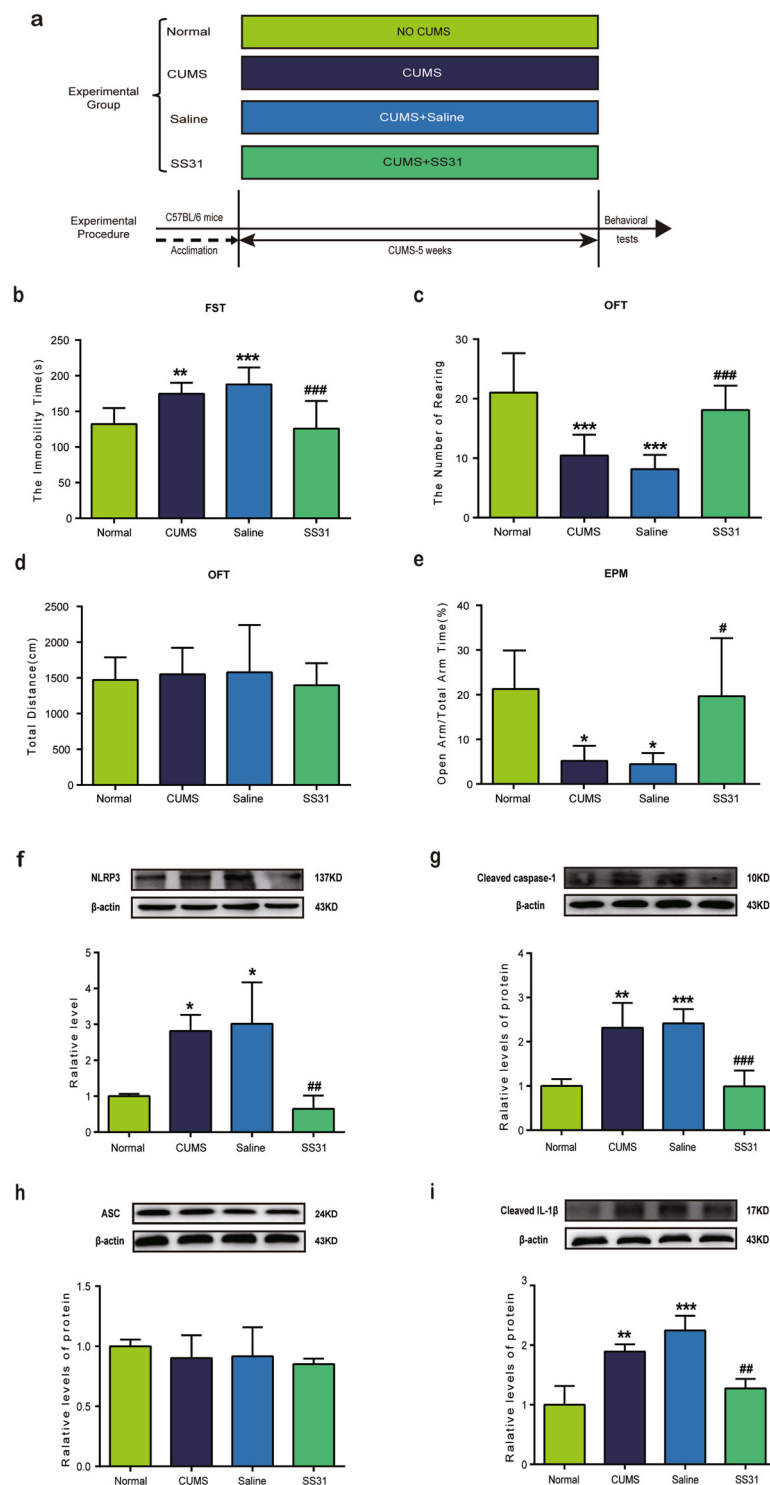 a
Normal
NO CUMS
CUMS
CUMS
Experimental
Group
Saline
CUMS+Saline
SS31
CUMS+SS31
Experimental
Procedure
C57BL/6 mice
Acclimation
CUMS-5 weeks
Behavioral
tests
b
FST
The Immobility Time(s)
250
200
150
100
50
0
**
***
###
Normal
CUMS
Saline
SS31
c
OFT
The Number of Rearing
30
20
10
0
***
***
###
Normal
CUMS
Saline
SS31
d
OFT
Total Distance(cm)
2500
2000
1500
1000
500
0
Normal
CUMS
Saline
SS31
e
EPM
Open Arm/Total Arm Time(%)
40
30
20
10
0
*
*
#
Normal
CUMS
Saline
SS31
f
NLRP3
137KD
β-actin
43KD
Ralative level
5
4
3
2
1
0
*
*
##
Normal
CUMS
Saline
SS31
g
Cleaved caspase-1
10KD
β-actin
43KD
Ralative levels of protein
4
3
2
1
0
**
***
###
Normal
CUMS
Saline
SS31
h
ASC
24KD
β-actin
43KD
Ralative levels of protein
1.5
1.0
0.5
0.0
Normal
CUMS
Saline
SS31
i
Cleaved IL-1β
17KD
β-actin
43KD
Ralative levels of protein
3
2
1
0
**
***
##
Normal
CUMS
Saline
SS31